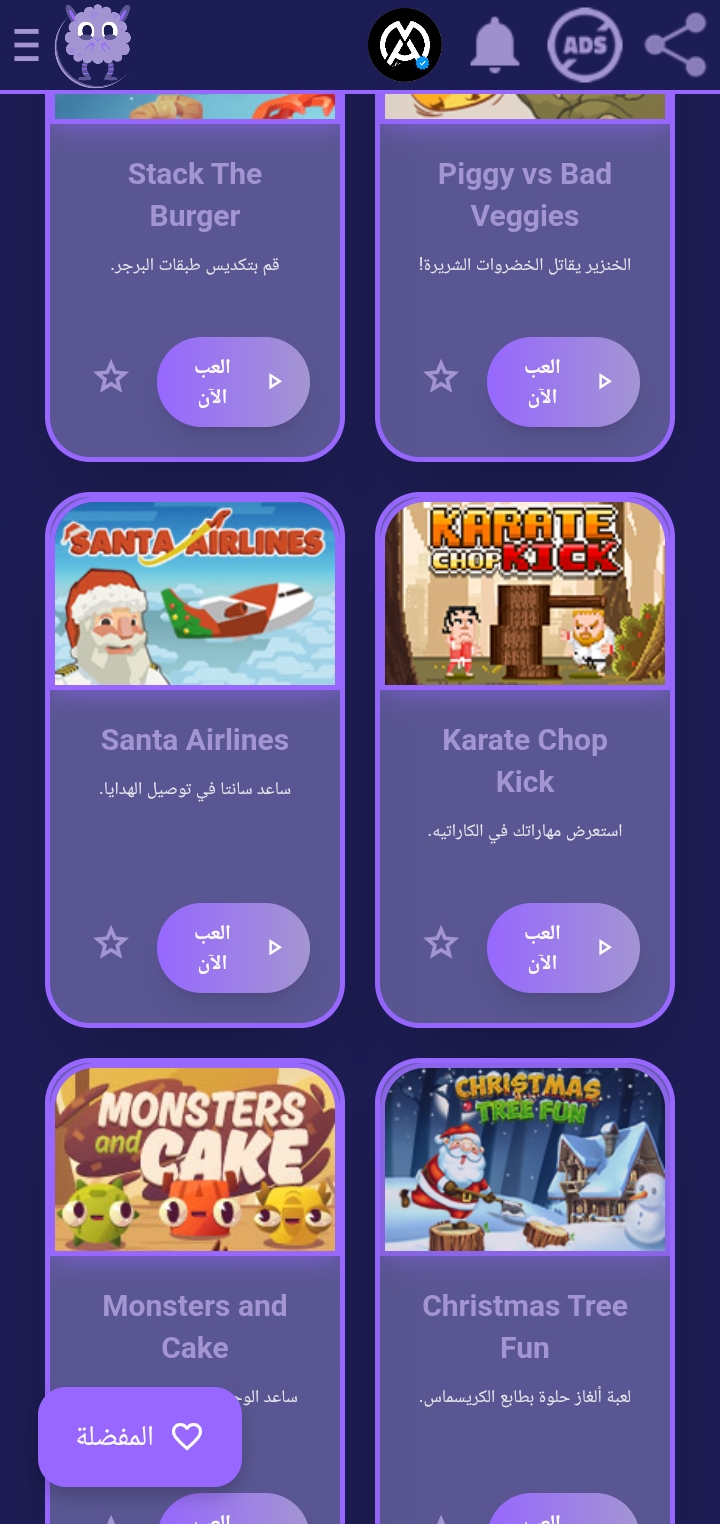 ADS
Stack The
Burger
قم بتكديس طبقات البرجر.
العب
الآن
Piggy vs Bad
Veggies
الخنزير يقاتل الخضروات الشريرة!
العب
الآن
SANTA AIRLINES
Santa Airlines
ساعد سانتا في توصيل الهدايا.
العب
الآن
KARATE
CHOP KICK
Karate Chop
Kick
استعرض مهاراتك في الكاراتيه.
العب
الآن
MONSTERS
and CAKE
Monsters and
Cake
ساعد
المفضلة
العب
CHRISTMAS
TREE FUN
Christmas Tree
Fun
لعبة ألغاز حلوة بطابع الكريسماس.
العب